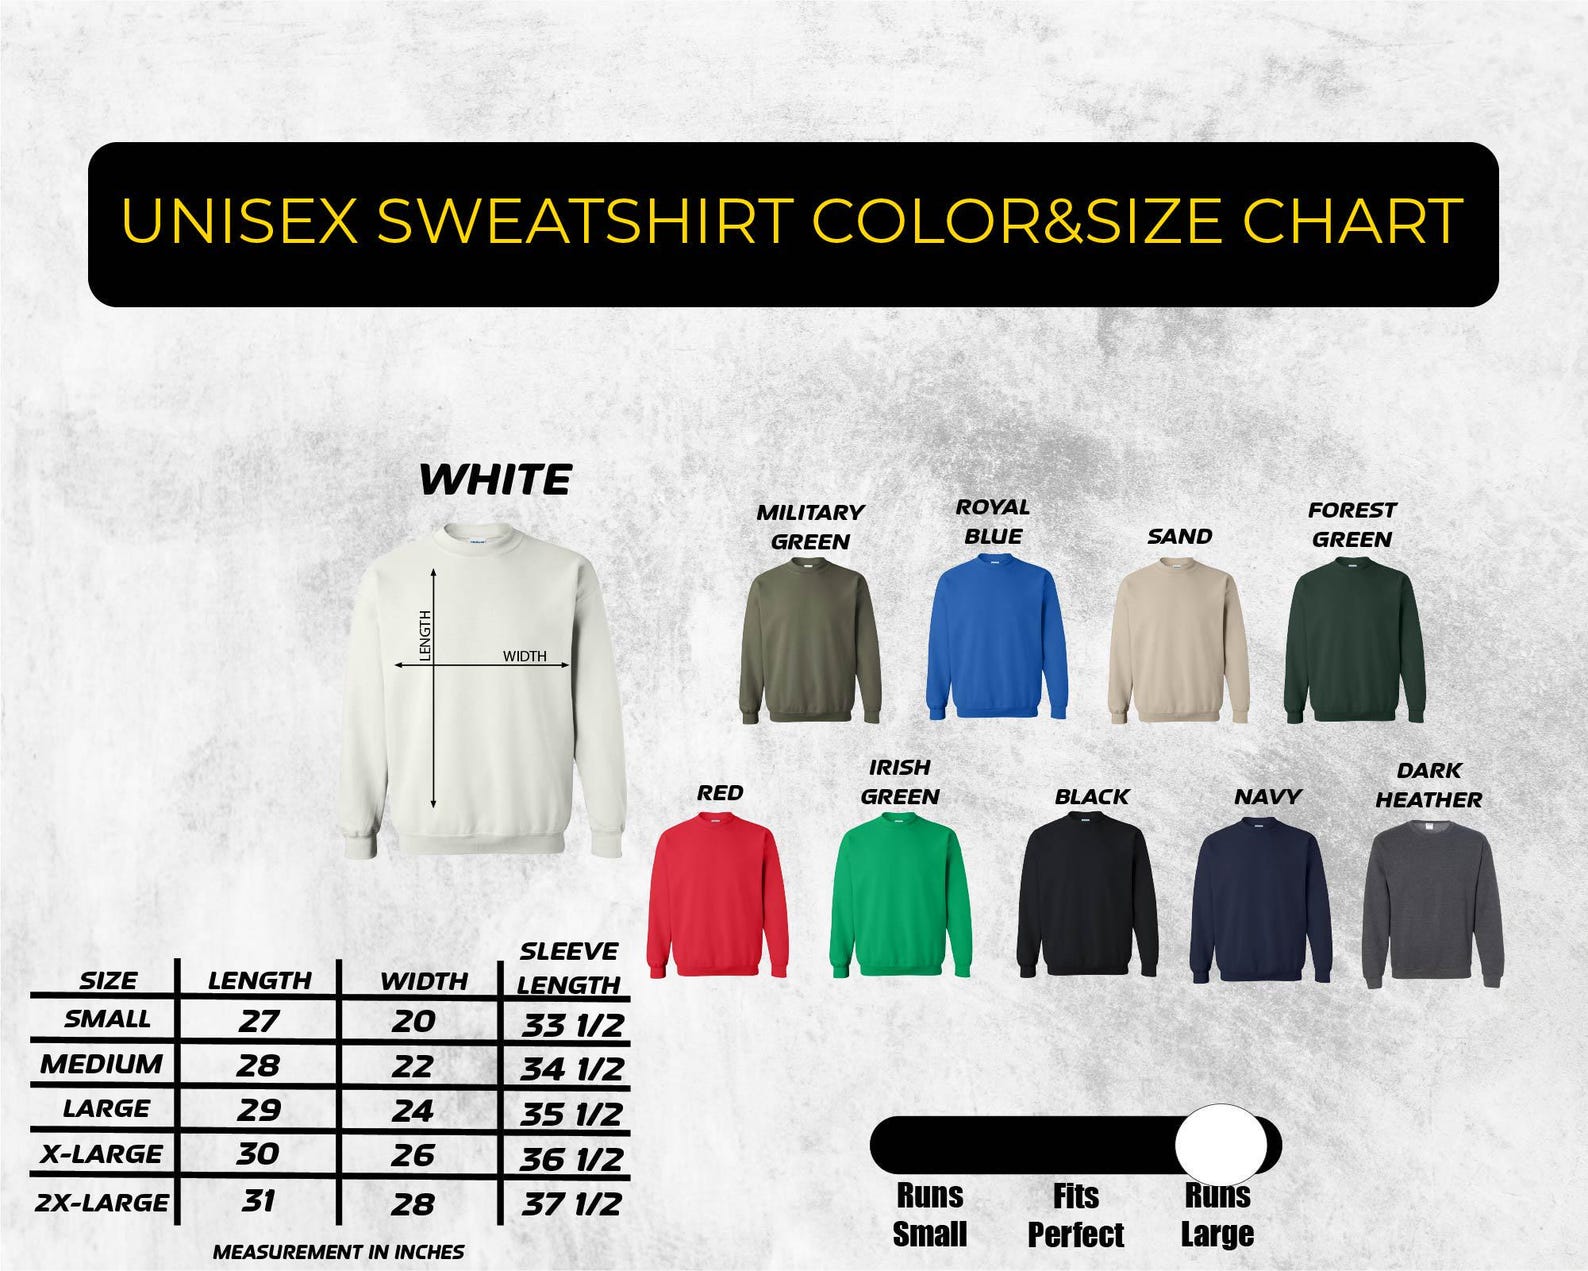 UNISEX SWEATSHIRT COLOR&SIZE CHART
WHITE
LENGTH
WIDTH
MILITARY
GREEN
ROYAL
BLUE
SAND
FOREST
GREEN
RED
IRISH
GREEN
BLACK
NAVY
DARK
HEATHER
SIZE LENGTH WIDTH SLEEVE LENGTH
SMALL 27 20 33 1/2
MEDIUM 28 22 34 1/2
LARGE 29 24 35 1/2
X-LARGE 30 26 36 1/2
2X-LARGE 31 28 37 1/2
MEASUREMENT IN INCHES
Runs
Small
Fits
Perfect
Runs
Large